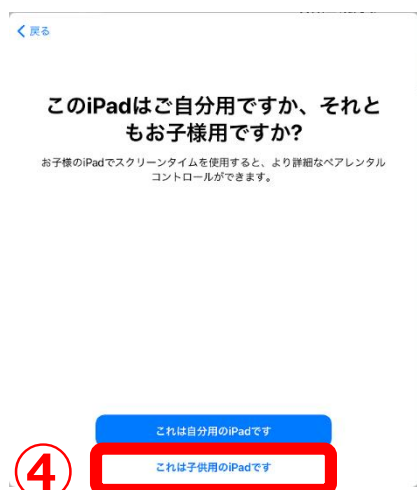 戻る
このiPadはご自分用ですか、それと
もお子様用ですか?
お子様のiPadでスクリーンタイムを使用すると、より詳細なペアレンタル
コントロールができます。
これは自分用のiPadです
④
これは子供用のiPadです